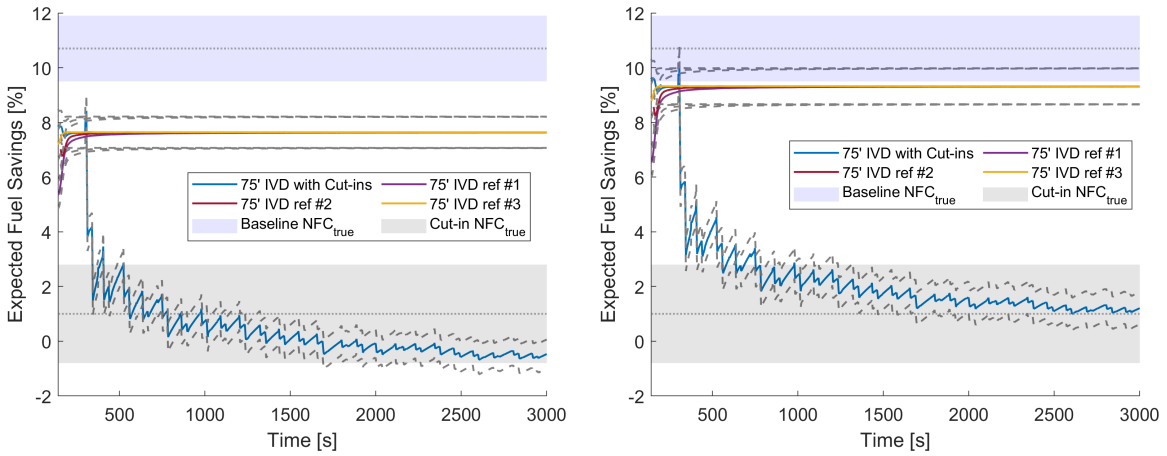 12
10
8
6
4
2
0
-2
Expected Fuel Savings [%]
500
1000
1500
2000
2500
3000
Time [s]
75' IVD with Cut-ins
75' IVD ref #1
75' IVD ref #2
75' IVD ref #3
Baseline NFCtrue
Cut-in NFCtrue
12
10
8
6
4
2
0
-2
Expected Fuel Savings [%]
500
1000
1500
2000
2500
3000
Time [s]
75' IVD with Cut-ins
75' IVD ref #1
75' IVD ref #2
75' IVD ref #3
Baseline NFCtrue
Cut-in NFCtrue